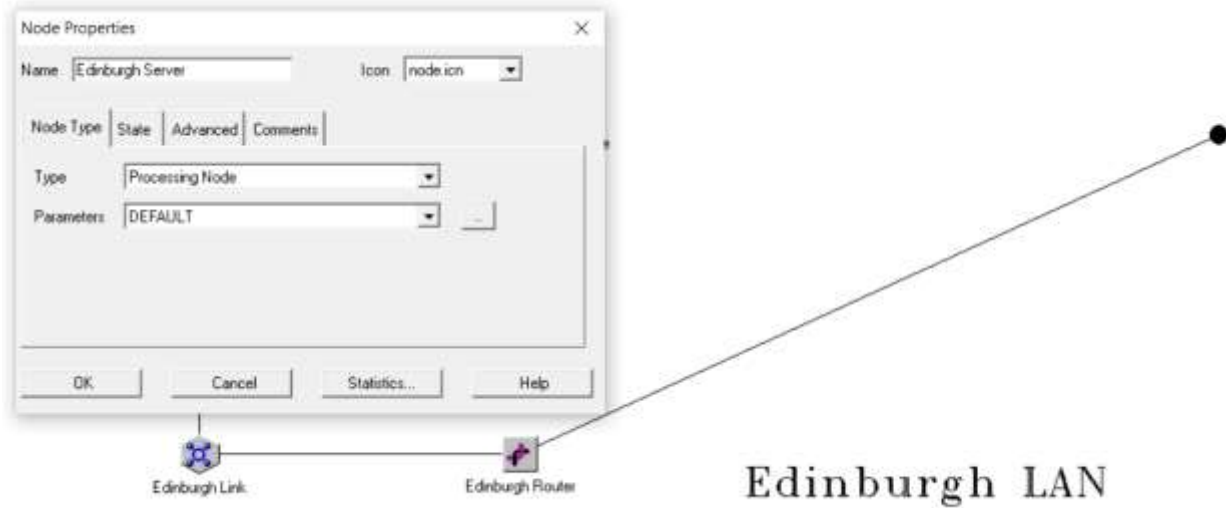 Node Properties
Name Edinburgh Server Icon node.icn
Node Type State Advanced Comments
Type Processing Node
Parameters DEFAULT ...
OK Cancel Statistics... Help
Edinburgh Link
Edinburgh Router
Edinburgh LAN